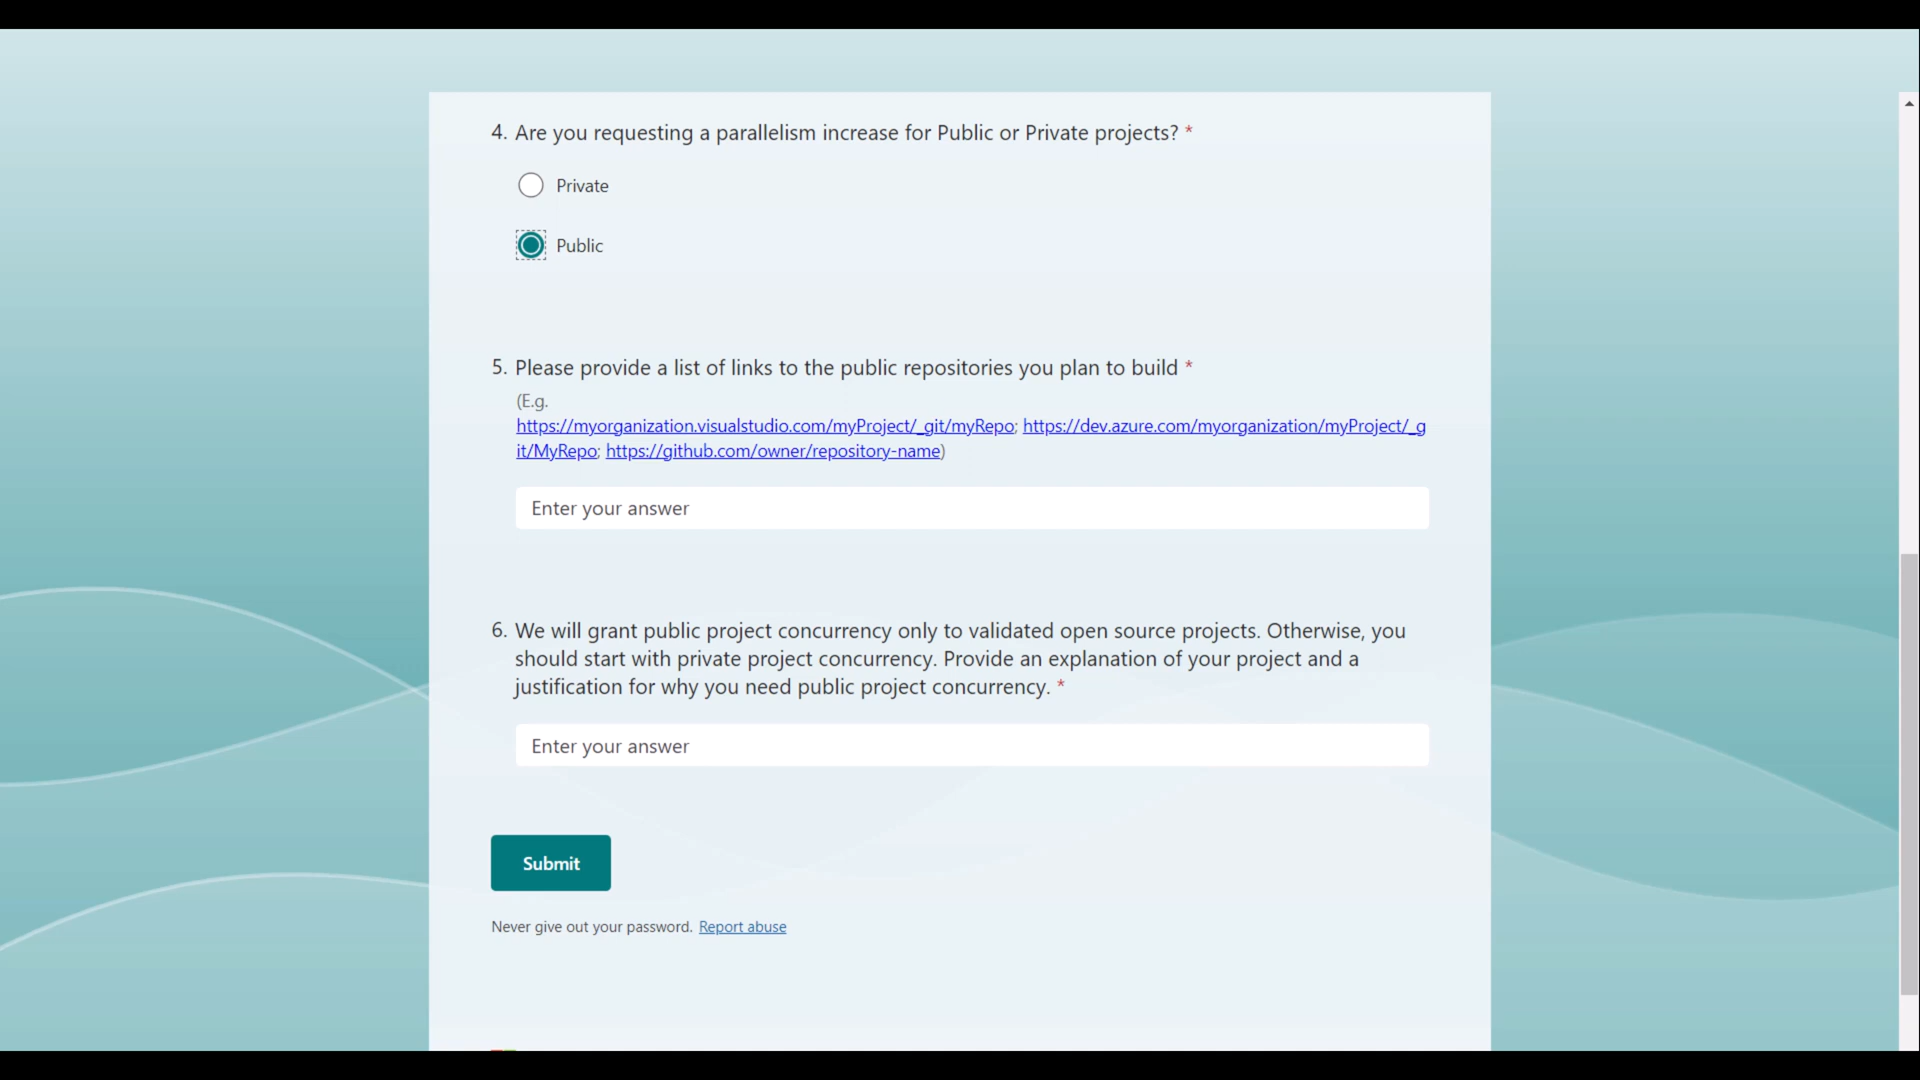 4. Are you requesting a parallelism increase for Public or Private projects? *
Private
Public
5. Please provide a list of links to the public repositories you plan to build *
(E.g.
https://myorganization.visualstudio.com/myProject/_git/myRepo; https://dev.azure.com/myorganization/myProject/_g
it/MyRepo; https://github.com/owner/repository-name)
Enter your answer
6. We will grant public project concurrency only to validated open source projects. Otherwise, you
should start with private project concurrency. Provide an explanation of your project and a
justification for why you need public project concurrency. *
Enter your answer
Submit
Never give out your password. Report abuse